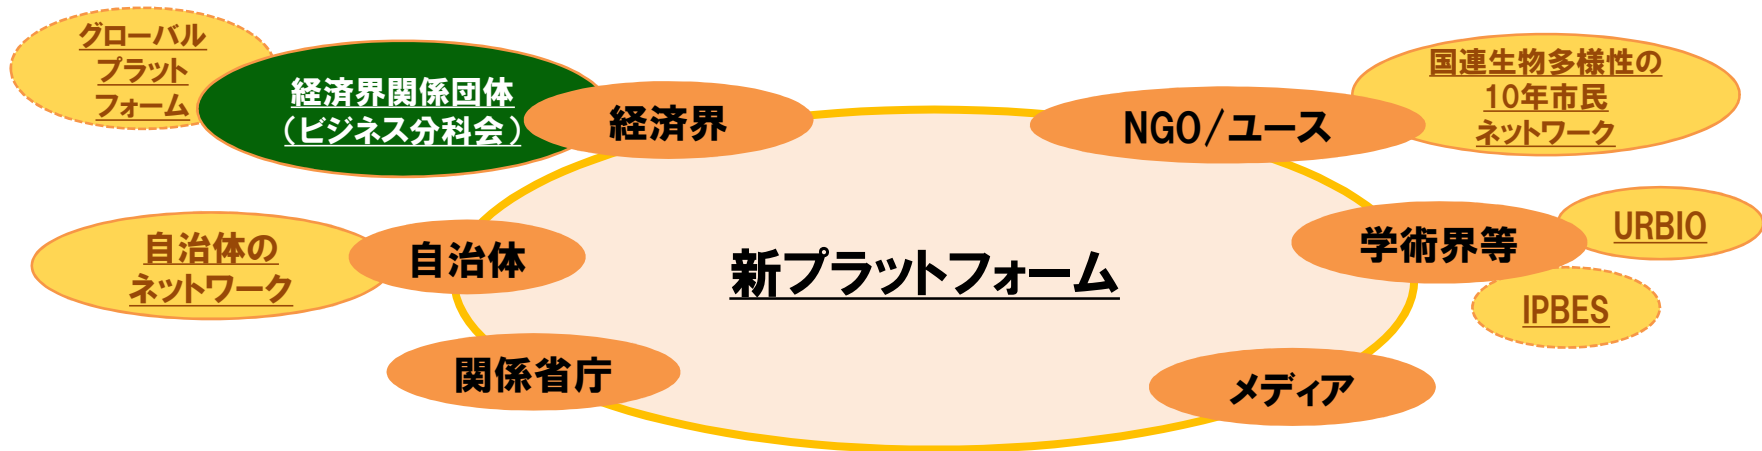 グローバル
プラット
フォーム
経済界関係団体
（ビジネス分科会）
経済界
NGO/ユース
国連生物多様性の
10年市民
ネットワーク
自治体の
ネットワーク
自治体
新プラットフォーム
学術界等
URBIO
IPBES
関係省庁
メディア